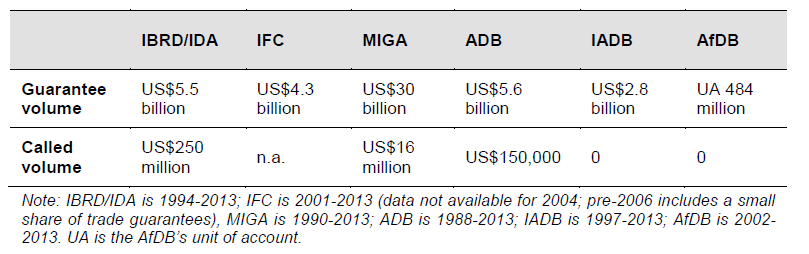 IBRD/IDA IFC MIGA ADB IADB AfDB
Guarantee volume US$5.5 billion US$4.3 billion US$30 billion US$5.6 billion US$2.8 billion UA 484 million
Called volume US$250 million n.a. US$16 million US$150,000 0 0
Note: IBRD/IDA is 1994-2013; IFC is 2001-2013 (data not available for 2004; pre-2006 includes a small
share of trade guarantees), MIGA is 1990-2013; ADB is 1988-2013; IADB is 1997-2013; AfDB is 2002-
2013. UA is the AfDB's unit of account.